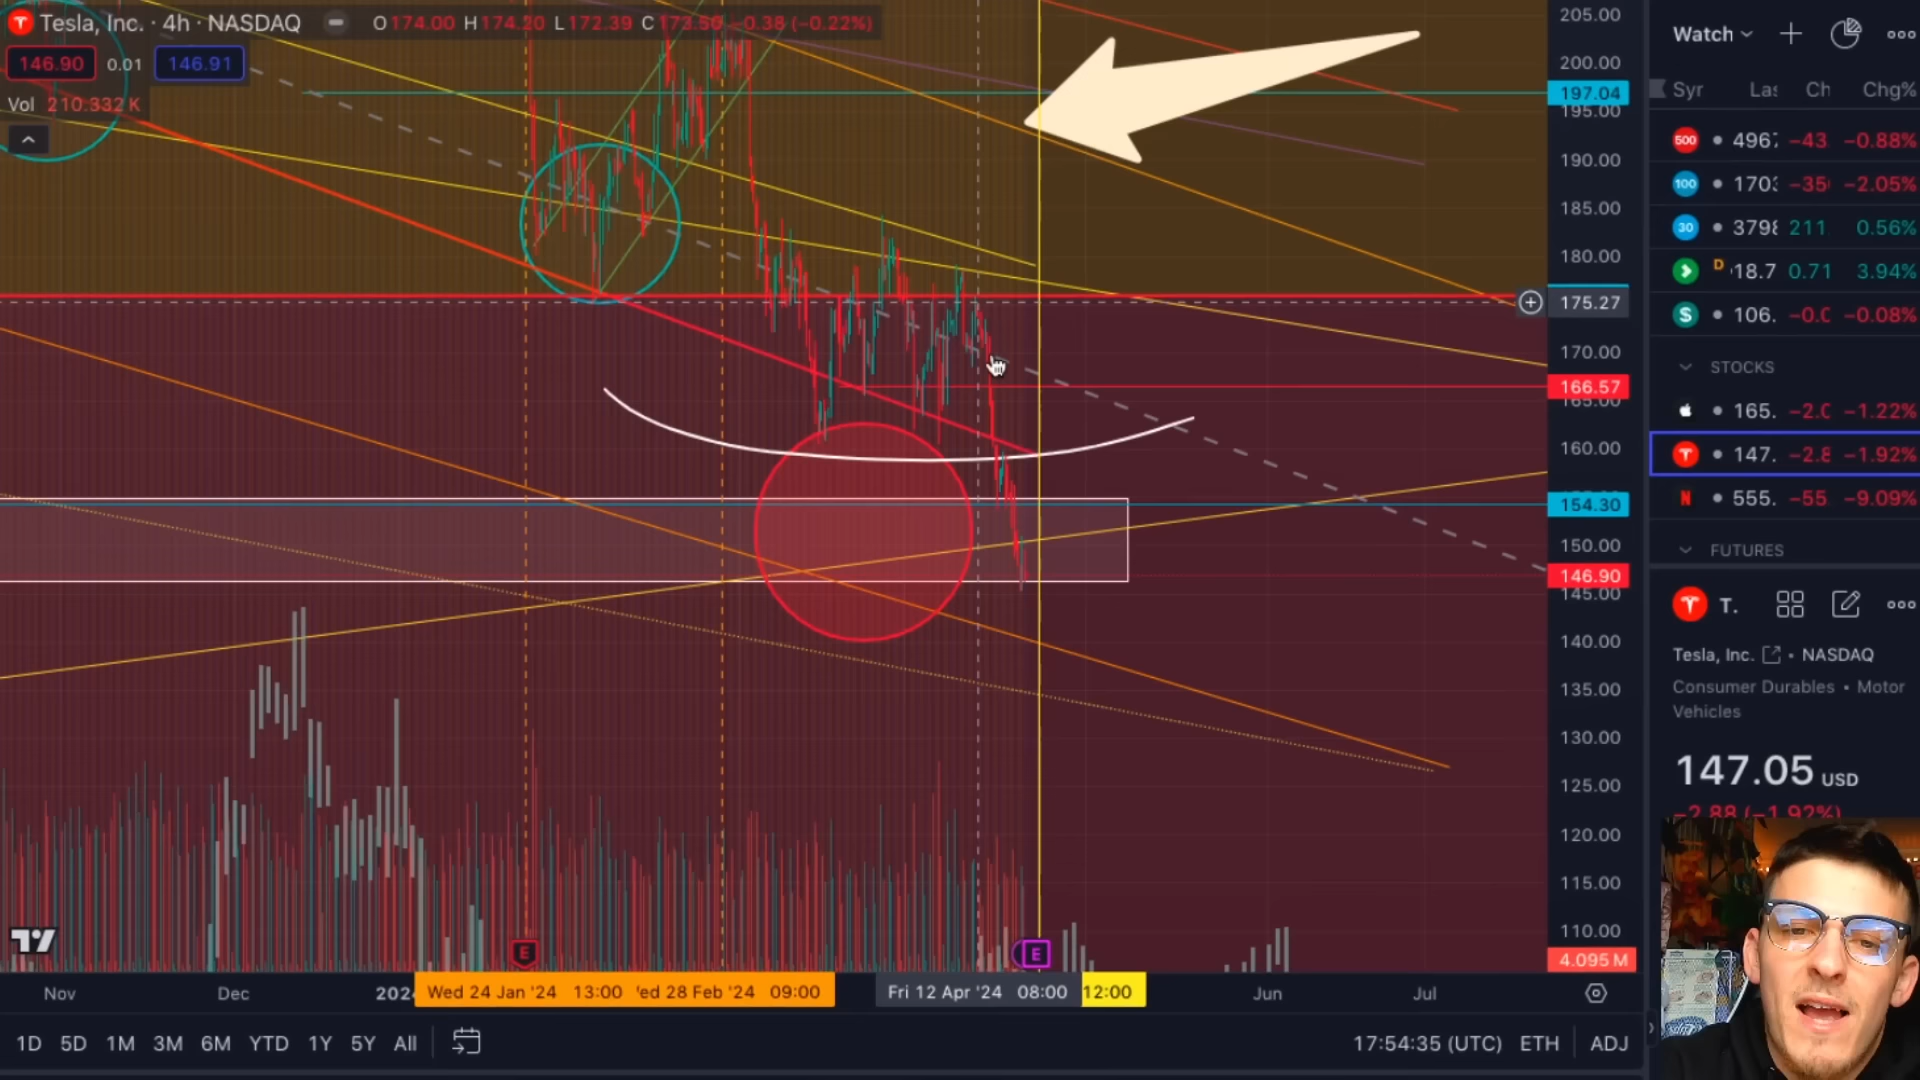 Tesla, Inc. · 4h · NASDAQ O174.00 H174.20 L172.39 C173.50 −0.38 (−0.22%)
146.90 0.01 146.91
Vol 210.332 K
205.00
200.00
197.04
195.00
190.00
185.00
180.00
175.27
170.00
166.57
165.00
160.00
154.30
150.00
146.90
145.00
140.00
135.00
130.00
125.00
120.00
115.00
110.00
4.095 M
E E
Nov Dec 2024 Wed 24 Jan '24 13:00 'ed 28 Feb '24 09:00 Fri 12 Apr '24 08:00 12:00 Jun Jul
1D 5D 1M 3M 6M YTD 1Y 5Y All 17:54:35 (UTC) ETH ADJ
Watch
Syr Las Ch Chg%
500 4967 −43 −0.88%
100 1703 −35 −2.05%
30 3798 211 0.56%
D 18.7 0.71 3.94%
S 106. −0.0 −0.08%
STOCKS
165. −2.0 −1.22%
147. −2.8 −1.92%
N 555. −55 −9.09%
FUTURES
T.
Tesla, Inc. • NASDAQ
Consumer Durables • Motor
Vehicles
147.05 USD
−2.88 (−1.92%)